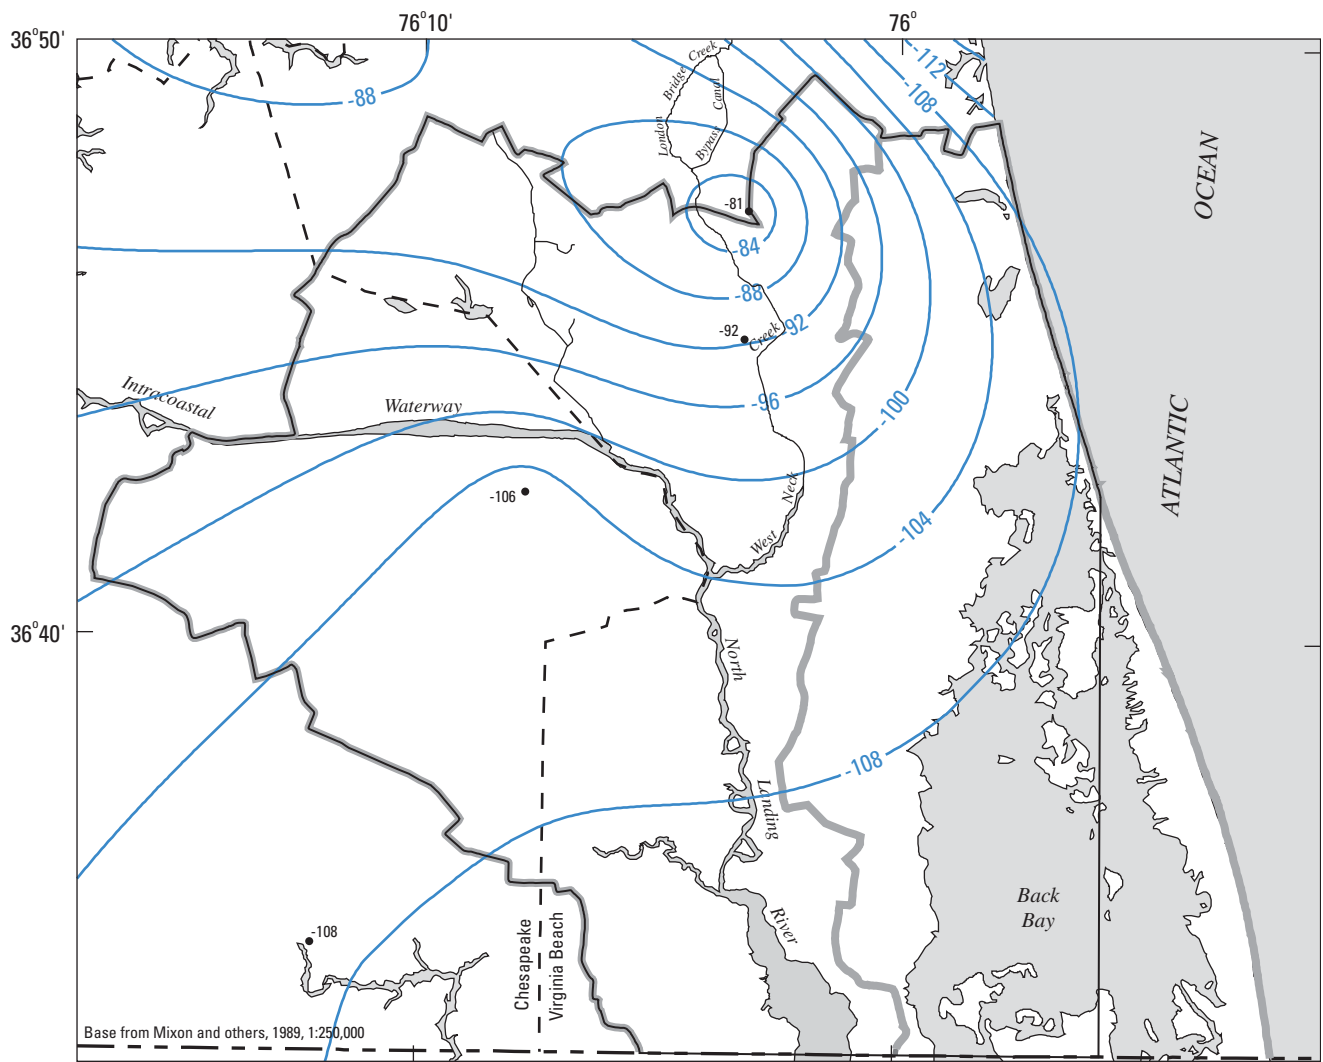 76°10'
76°
36°50'
-112
-108
-88
London
Bridge
Creek
Bypass
Canal
OCEAN
-81
-84
-88
-92
-92
Creek
Intracoastal
Waterway
-96
-100
ATLANTIC
-106
Neck
West
-104
36°40'
North
-108
Landing
Back
Bay
River
-108
Chesapeake
Virginia Beach
Base from Mixon and others, 1989, 1:250,000